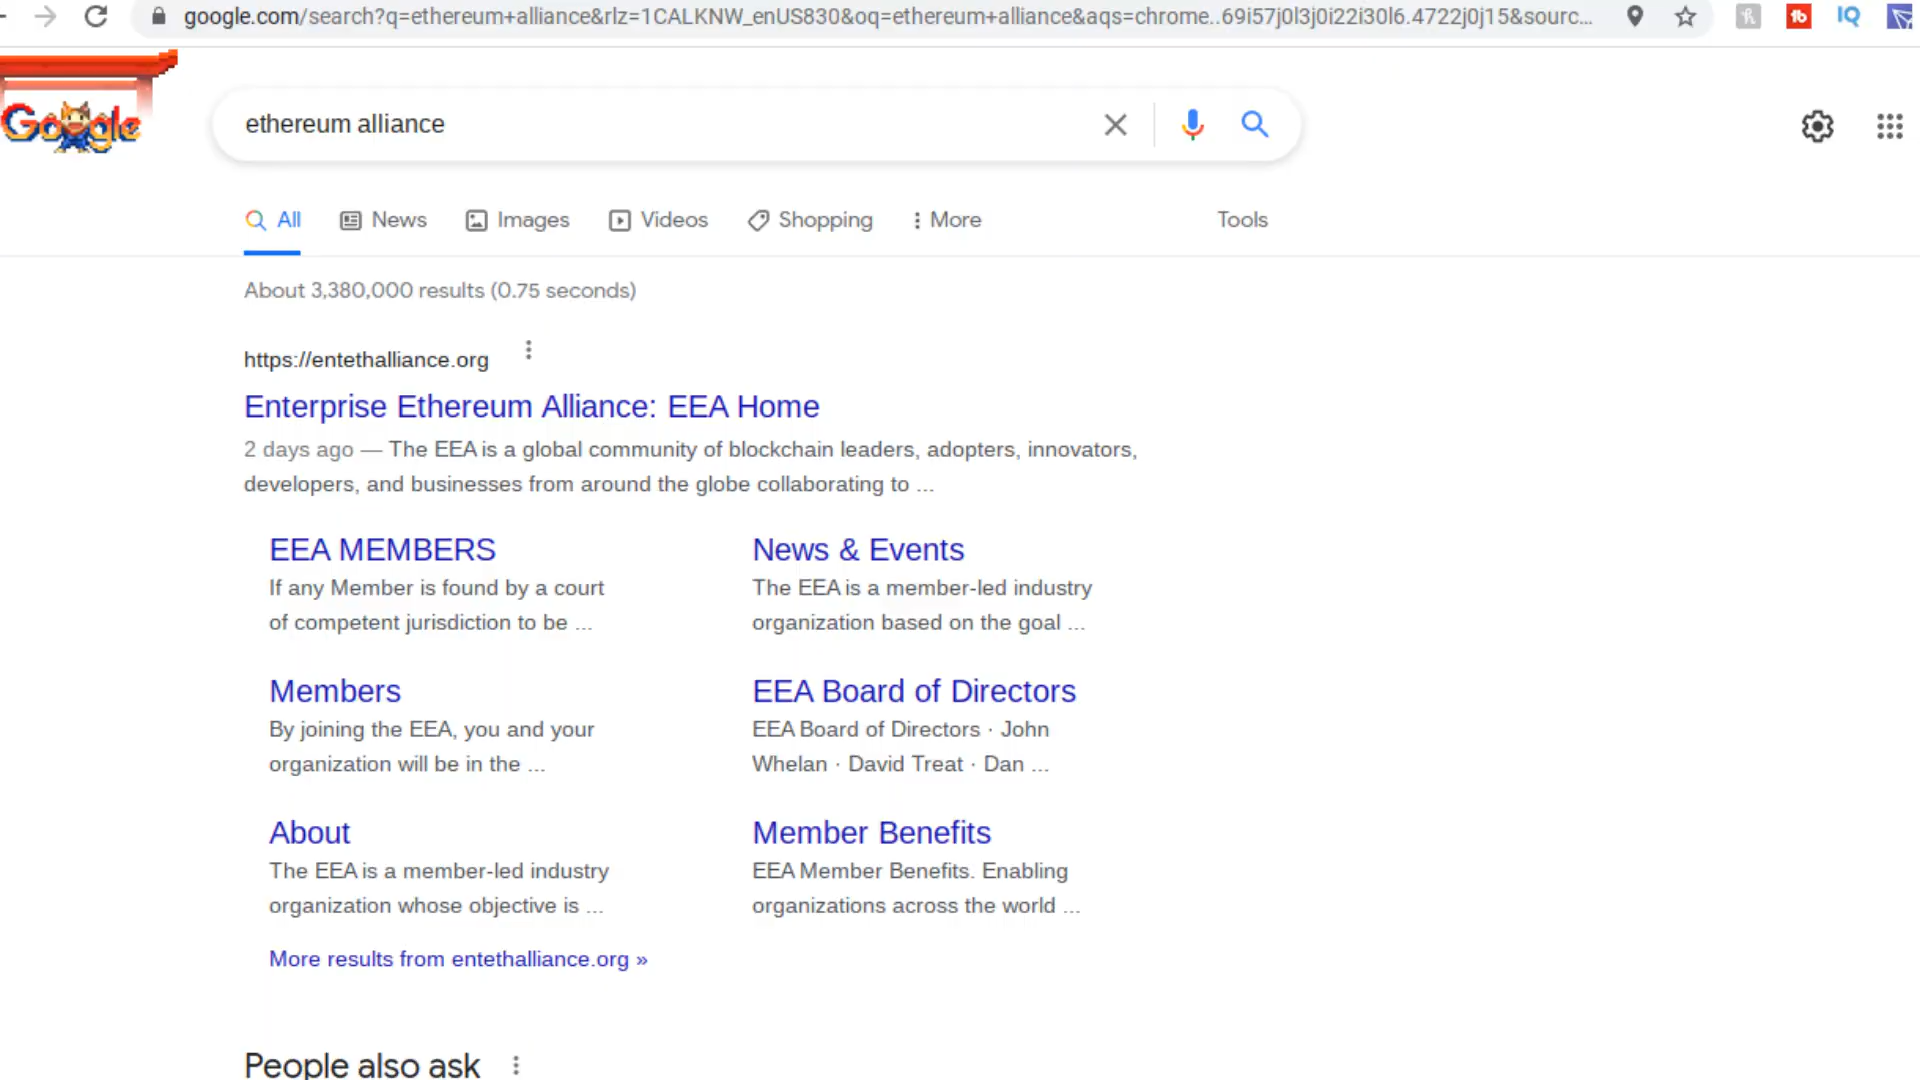 google.com/search?q=ethereum+alliance&rlz=1CALKNW_enUS830&oq=ethereum+alliance&aqs=chrome..69i57j0l3j0i22i30l6.4722j0j15&sourc...
tb
IQ
Google
ethereum alliance
All
News
Images
Videos
Shopping
More
Tools
About 3,380,000 results (0.75 seconds)
https://entethalliance.org
Enterprise Ethereum Alliance: EEA Home
2 days ago — The EEA is a global community of blockchain leaders, adopters, innovators,
developers, and businesses from around the globe collaborating to ...
EEA MEMBERS
If any Member is found by a court
of competent jurisdiction to be ...
News & Events
The EEA is a member-led industry
organization based on the goal ...
Members
By joining the EEA, you and your
organization will be in the ...
EEA Board of Directors
EEA Board of Directors · John
Whelan · David Treat · Dan ...
About
The EEA is a member-led industry
organization whose objective is ...
Member Benefits
EEA Member Benefits. Enabling
organizations across the world ...
More results from entethalliance.org »
People also ask